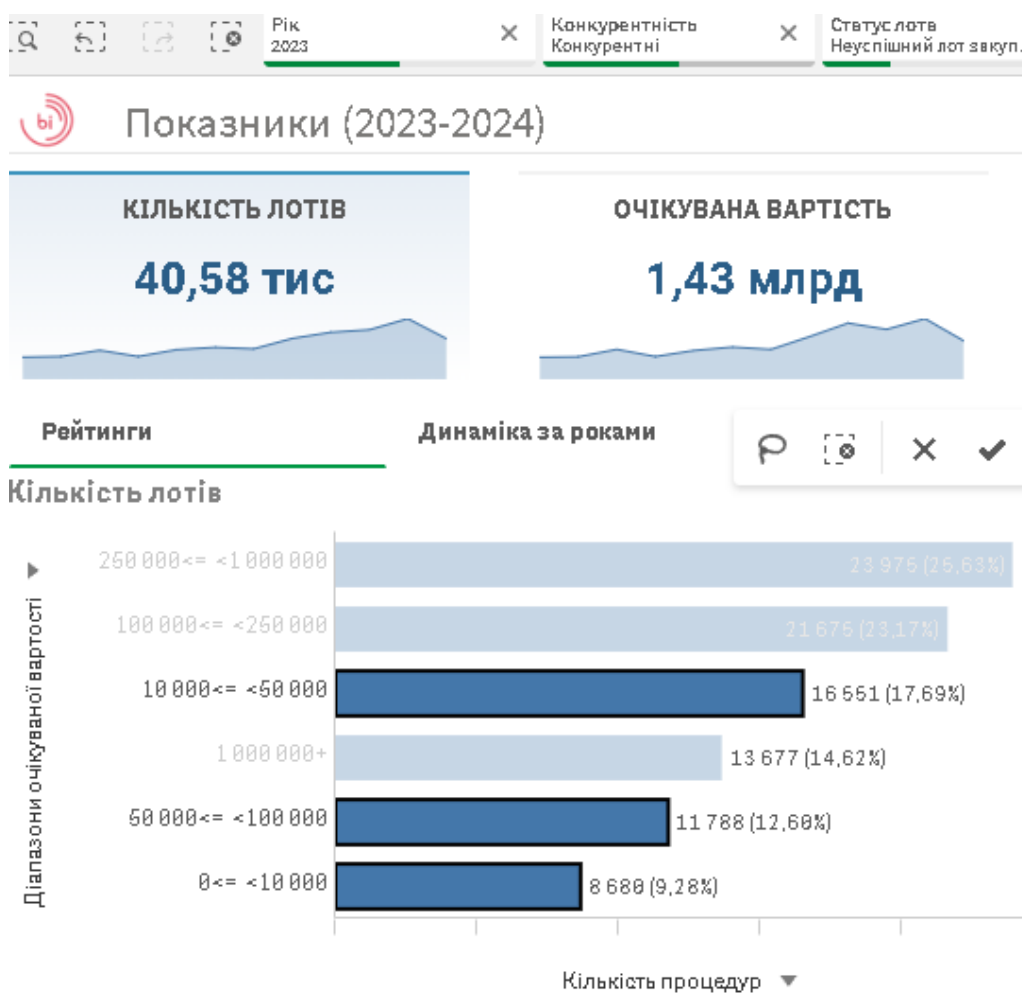 Рік
2023
Конкурентність
Конкурентні
Статус лота
Неуспішний лот закуп.
bi
Показники (2023-2024)
КІЛЬКІСТЬ ЛОТІВ
40,58 тис
ОЧІКУВАНА ВАРТІСТЬ
1,43 млрд
Рейтинги
Динаміка за роками
Кількість лотів
Діапазони очікуваної вартості
250 000<= <1 000 000
23 975 (25,63%)
100 000<= <250 000
21 675 (23,17%)
10 000<= <50 000
16 551 (17,69%)
1 000 000+
13 677 (14,62%)
50 000<= <100 000
11 788 (12,60%)
0<= <10 000
8 680 (9,28%)
Кількість процедур